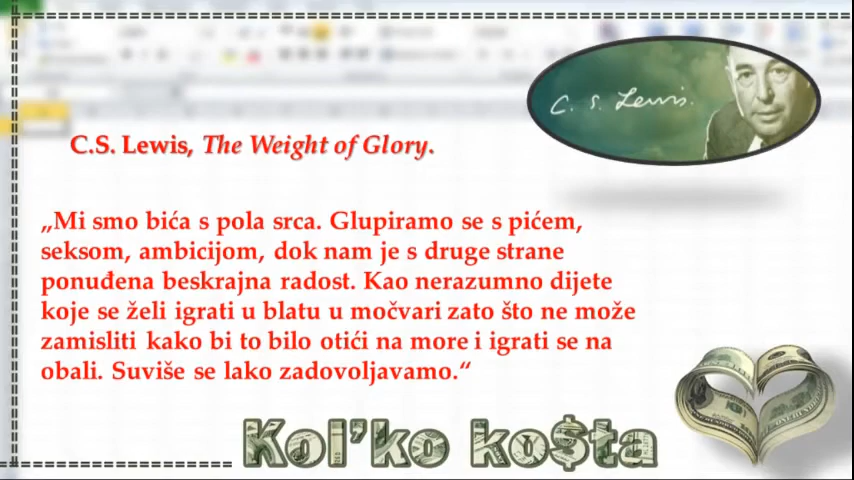 C. S. Lewis.
C.S. Lewis, The Weight of Glory.
„Mi smo bića s pola srca. Glupiramo se s pićem,
seksom, ambicijom, dok nam je s druge strane
ponuđena beskrajna radost. Kao nerazumno dijete
koje se želi igrati u blatu u močvari zato što ne može
zamisliti kako bi to bilo otići na more i igrati se na
obali. Suviše se lako zadovoljavamo.“
Kol’ko ko$ta